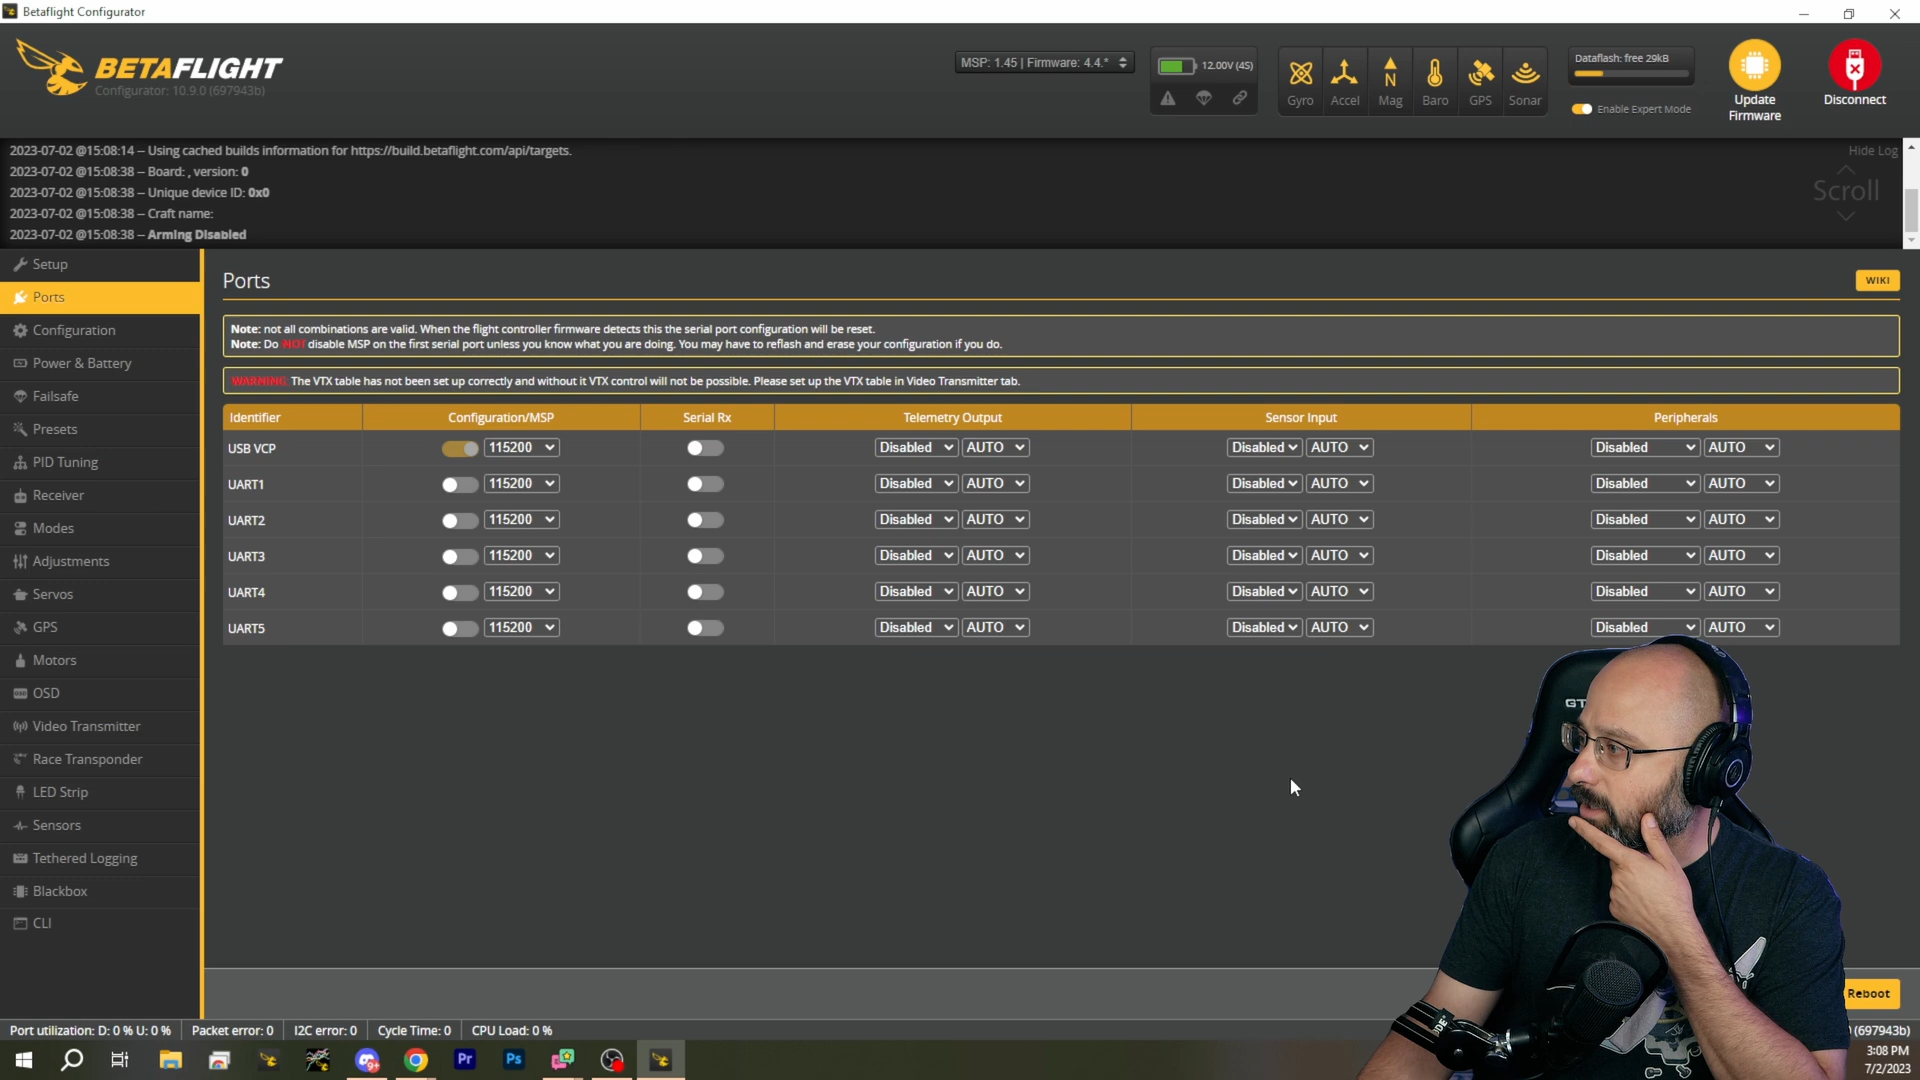 Betaflight Configurator
BETAFLIGHT
Configurator: 10.9.0 (697943b)
MSP: 1.45 | Firmware: 4.4.*
12.00V (4S)
Gyro Accel Mag Baro GPS Sonar
Dataflash: free 29kB
Enable Expert Mode
Update
Firmware
Disconnect
2023-07-02 @15:08:14 -- Using cached builds information for https://build.betaflight.com/api/targets.
2023-07-02 @15:08:38 -- Board: , version: 0
2023-07-02 @15:08:38 -- Unique device ID: 0x0
2023-07-02 @15:08:38 -- Craft name:
2023-07-02 @15:08:38 -- Arming Disabled
Hide Log
Scroll
Setup
Ports
Configuration
Power & Battery
Failsafe
Presets
PID Tuning
Receiver
Modes
Adjustments
Servos
GPS
Motors
OSD
Video Transmitter
Race Transponder
LED Strip
Sensors
Tethered Logging
Blackbox
CLI
Ports
WIKI
Note: not all combinations are valid. When the flight controller firmware detects this the serial port configuration will be reset.
Note: Do NOT disable MSP on the first serial port unless you know what you are doing. You may have to reflash and erase your configuration if you do.
WARNING: The VTX table has not been set up correctly and without it VTX control will not be possible. Please set up the VTX table in Video Transmitter tab.
Identifier Configuration/MSP Serial Rx Telemetry Output Sensor Input Peripherals
USB VCP 115200 Disabled AUTO Disabled AUTO Disabled AUTO
UART1 115200 Disabled AUTO Disabled AUTO Disabled AUTO
UART2 115200 Disabled AUTO Disabled AUTO Disabled AUTO
UART3 115200 Disabled AUTO Disabled AUTO Disabled AUTO
UART4 115200 Disabled AUTO Disabled AUTO Disabled AUTO
UART5 115200 Disabled AUTO Disabled AUTO Disabled AUTO
GT
Reboot
Port utilization: D: 0 % U: 0 % Packet error: 0 I2C error: 0 Cycle Time: 0 CPU Load: 0 %
(697943b)
Pr Ps
3:08 PM
7/2/2023